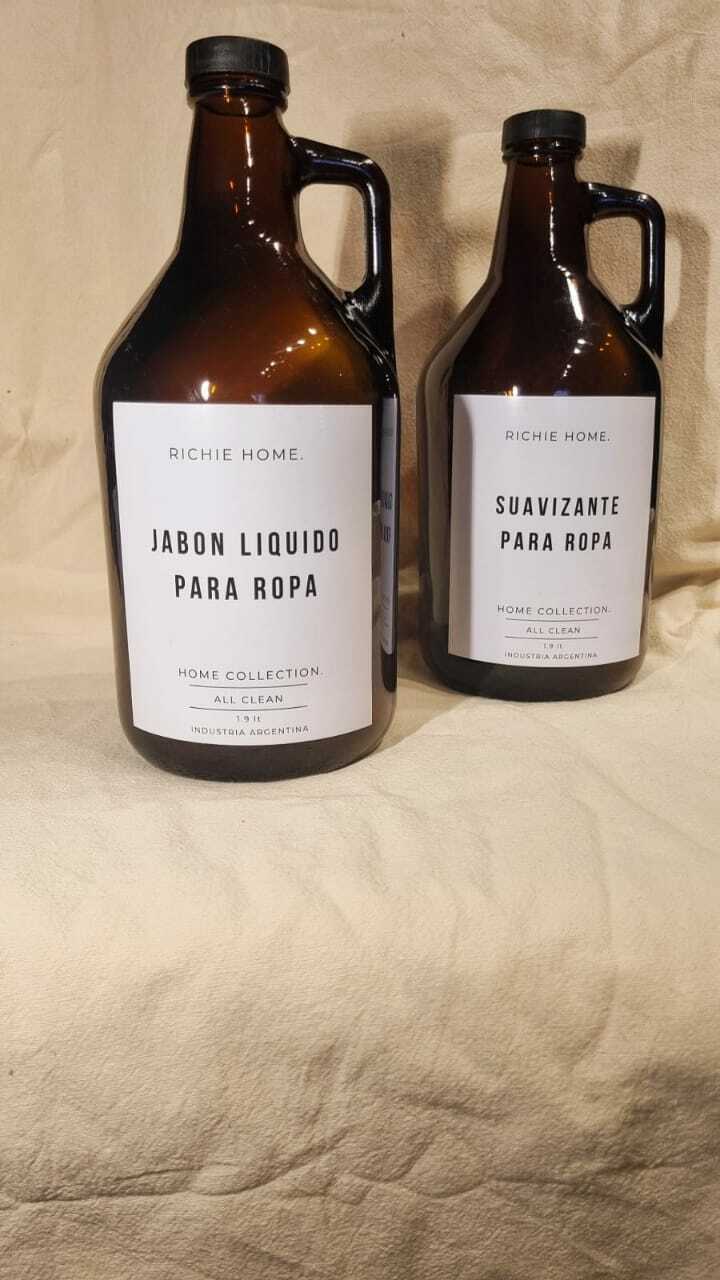 RICHIE HOME.
JABON LIQUIDO
PARA ROPA
HOME COLLECTION.
ALL CLEAN
1.9 lt
INDUSTRIA ARGENTINA
RICHIE HOME.
SUAVIZANTE
PARA ROPA
HOME COLLECTION.
ALL CLEAN
1.9 lt
INDUSTRIA ARGENTINA